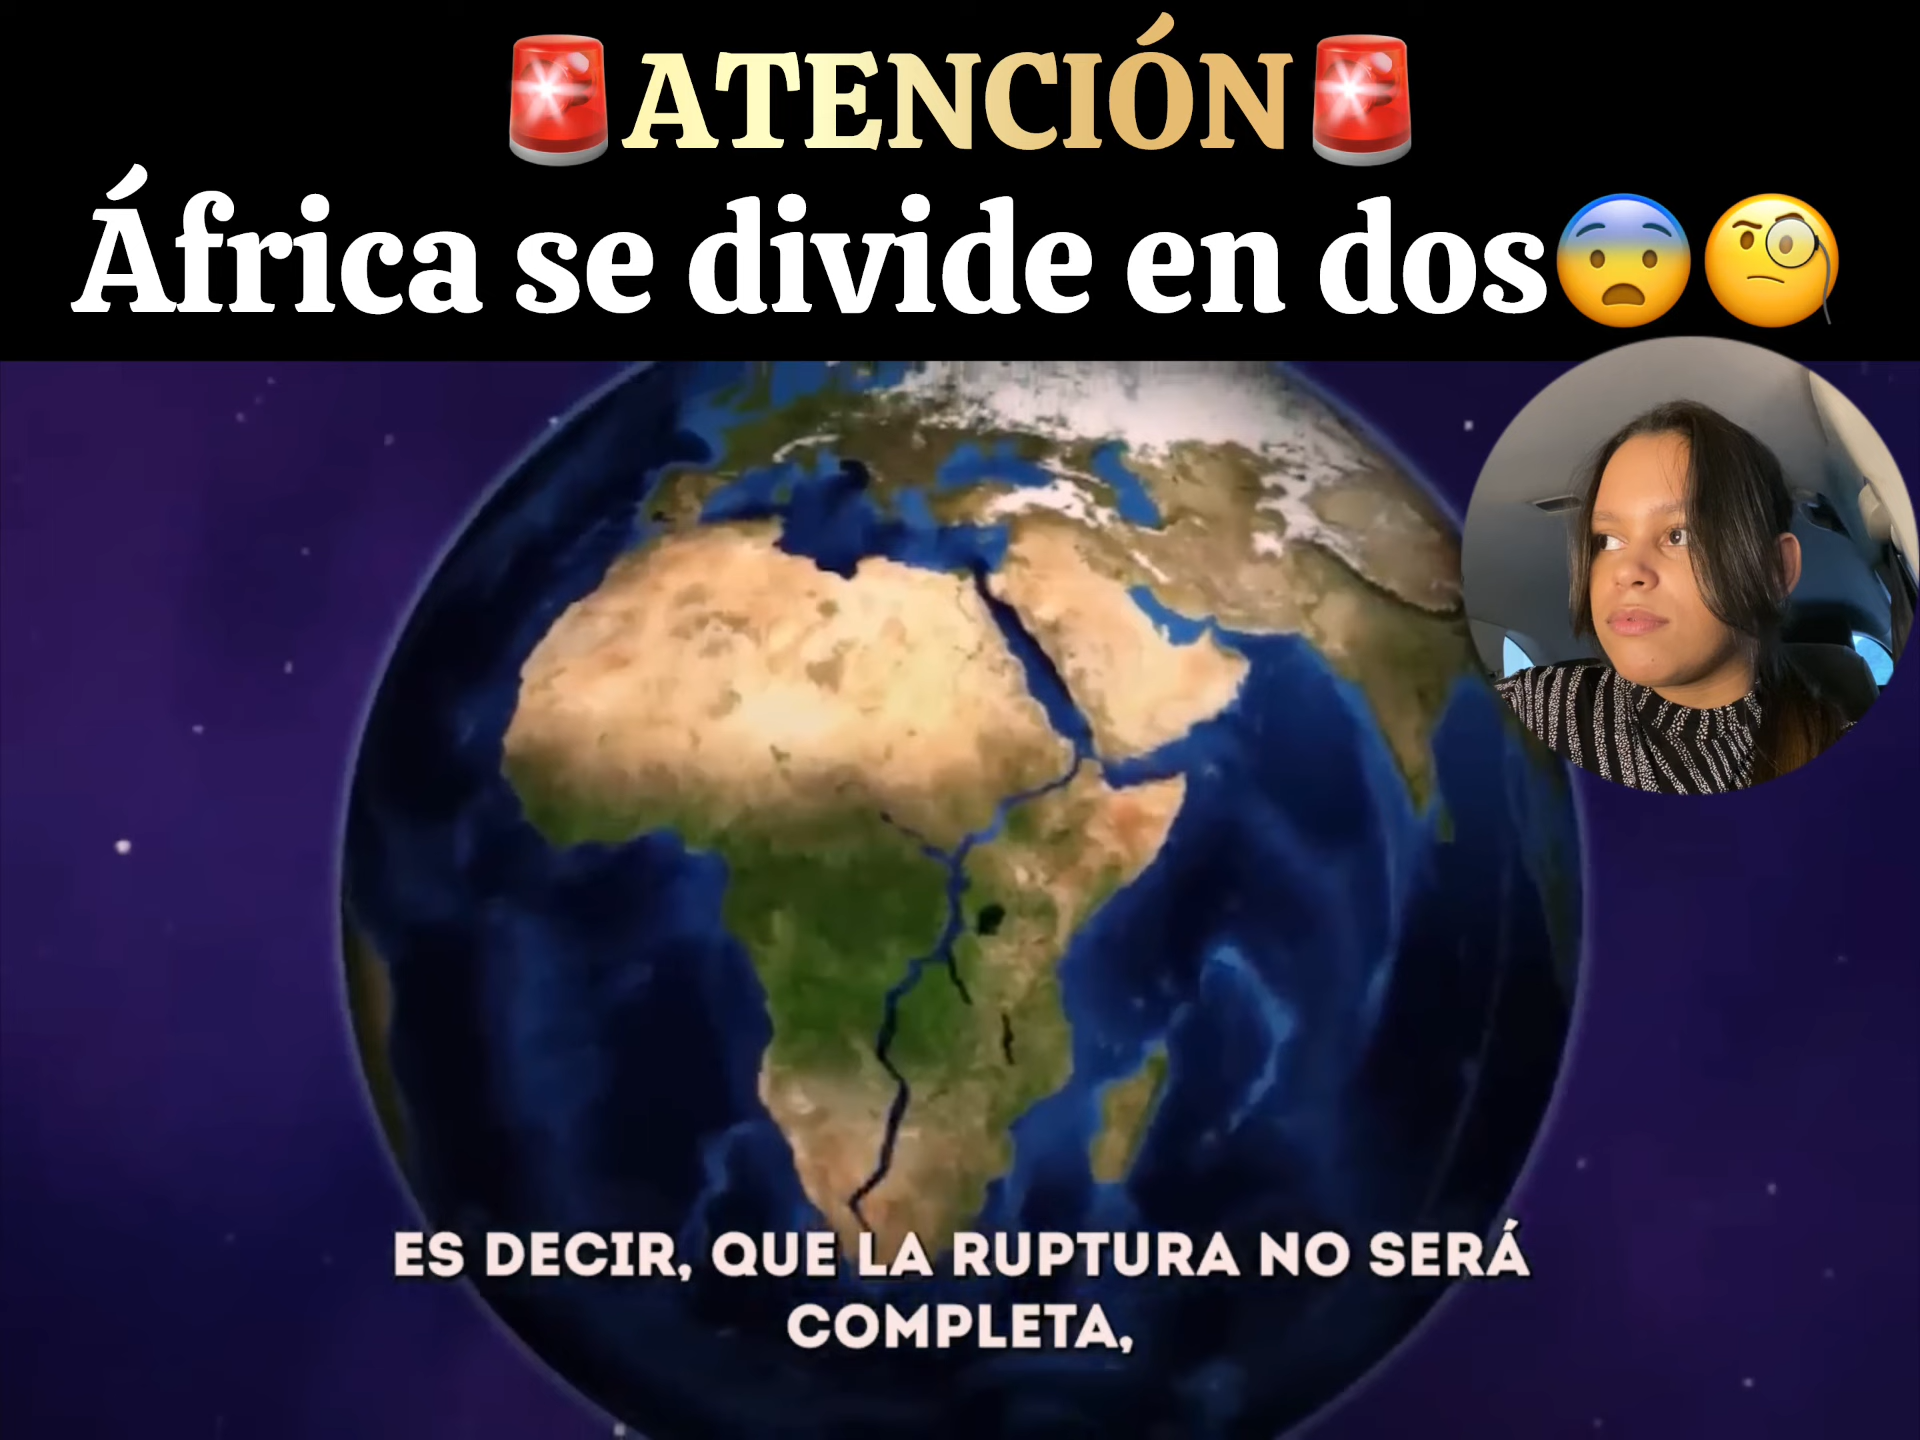 🚨ATENCIÓN🚨
África se divide en dos😨🧐
ES DECIR, QUE LA RUPTURA NO SERÁ
COMPLETA,